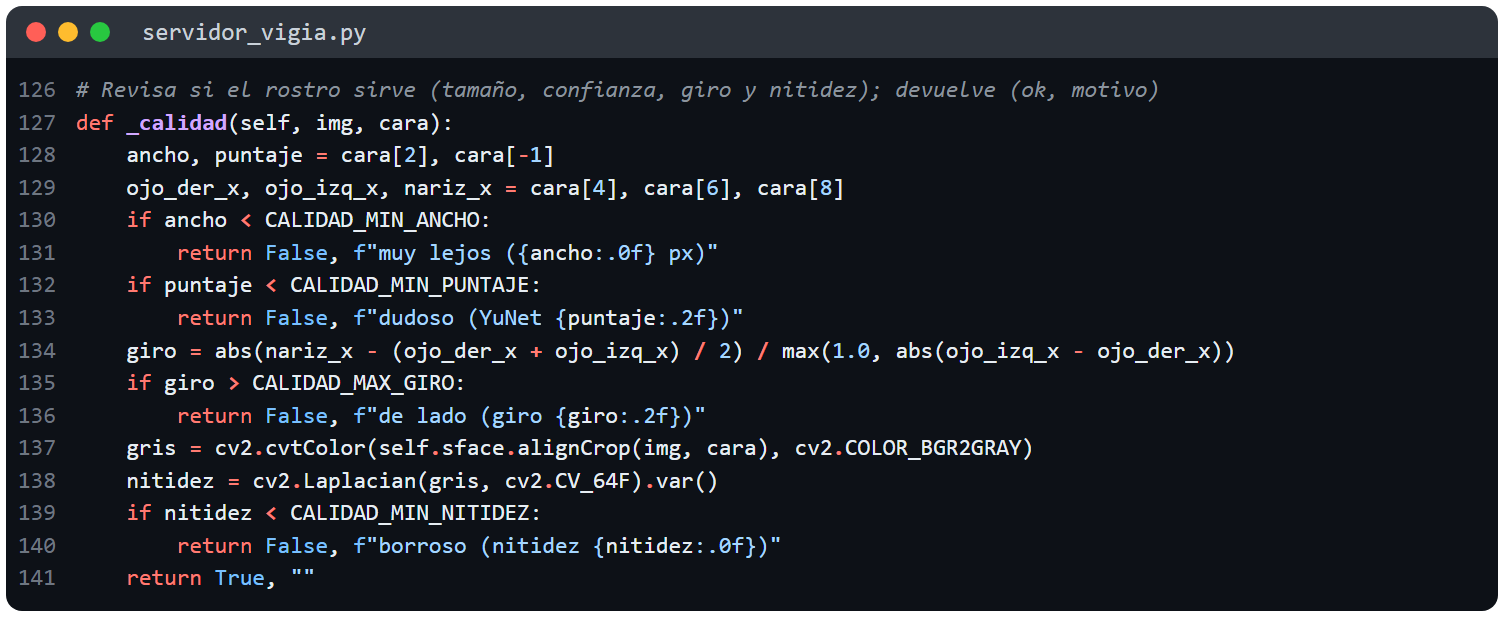 servidor_vigia.py
126 # Revisa si el rostro sirve (tamaño, confianza, giro y nitidez); devuelve (ok, motivo)
127 def _calidad(self, img, cara):
128     ancho, puntaje = cara[2], cara[-1]
129     ojo_der_x, ojo_izq_x, nariz_x = cara[4], cara[6], cara[8]
130     if ancho < CALIDAD_MIN_ANCHO:
131         return False, f"muy lejos ({ancho:.0f} px)"
132     if puntaje < CALIDAD_MIN_PUNTAJE:
133         return False, f"dudoso (YuNet {puntaje:.2f})"
134     giro = abs(nariz_x - (ojo_der_x + ojo_izq_x) / 2) / max(1.0, abs(ojo_izq_x - ojo_der_x))
135     if giro > CALIDAD_MAX_GIRO:
136         return False, f"de lado (giro {giro:.2f})"
137     gris = cv2.cvtColor(self.sface.alignCrop(img, cara), cv2.COLOR_BGR2GRAY)
138     nitidez = cv2.Laplacian(gris, cv2.CV_64F).var()
139     if nitidez < CALIDAD_MIN_NITIDEZ:
140         return False, f"borroso (nitidez {nitidez:.0f})"
141     return True, ""